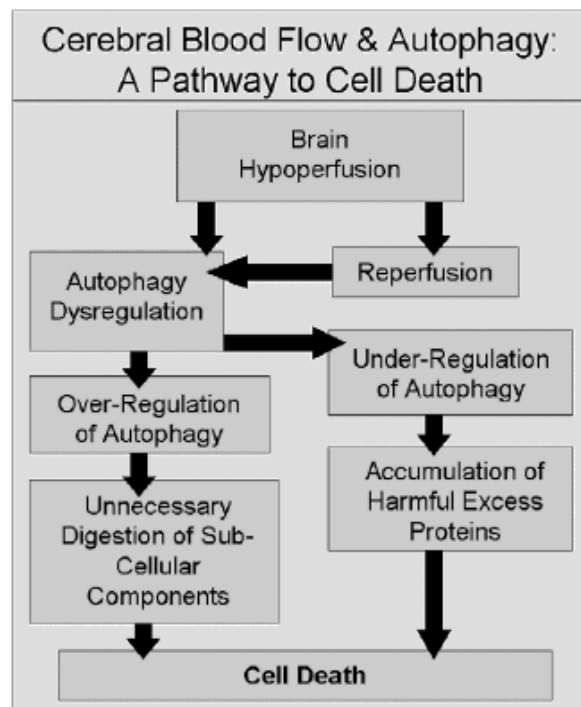 Cerebral Blood Flow & Autophagy:
A Pathway to Cell Death
Brain
Hypoperfusion
Autophagy
Dysregulation
Reperfusion
Under-Regulation
of Autophagy
Over-Regulation
of Autophagy
Accumulation of
Harmful Excess
Proteins
Unnecessary
Digestion of Sub-
Cellular
Components
Cell Death